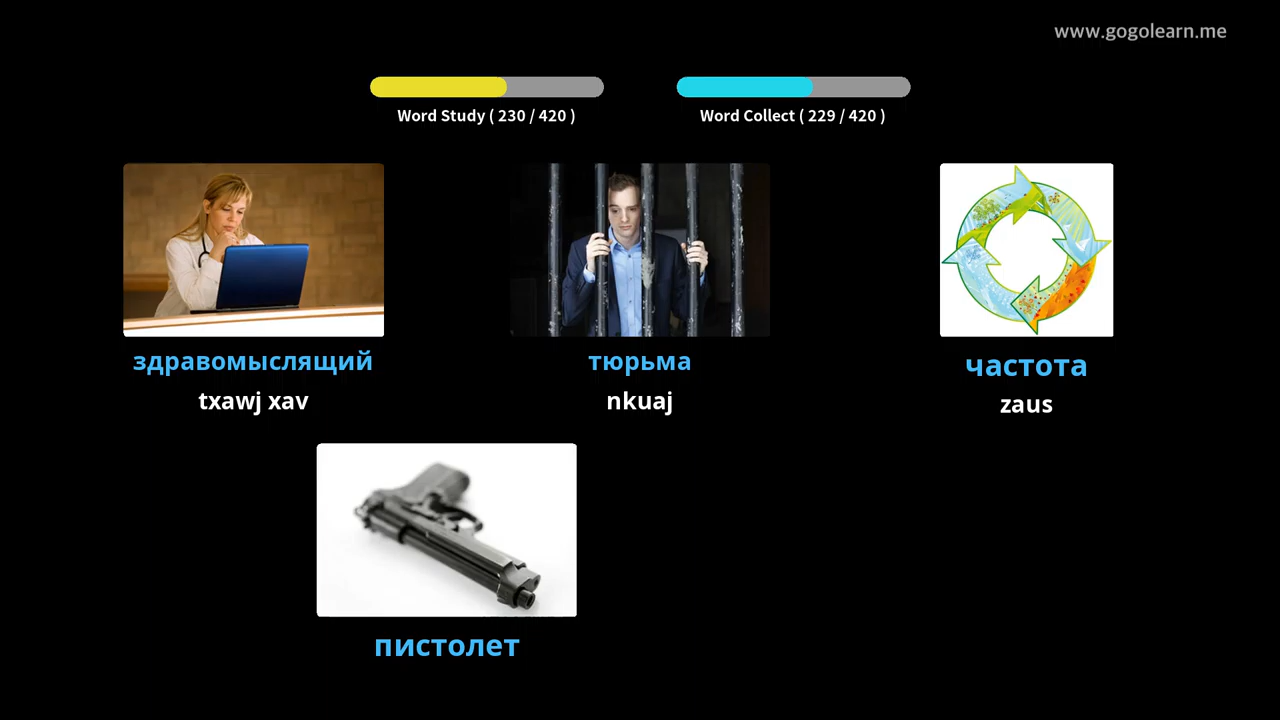 www.gogolearn.me
Word Study ( 230 / 420 )
Word Collect ( 229 / 420 )
здравомыслящий
txawj xav
тюрьма
nkuaj
частота
zaus
пистолет